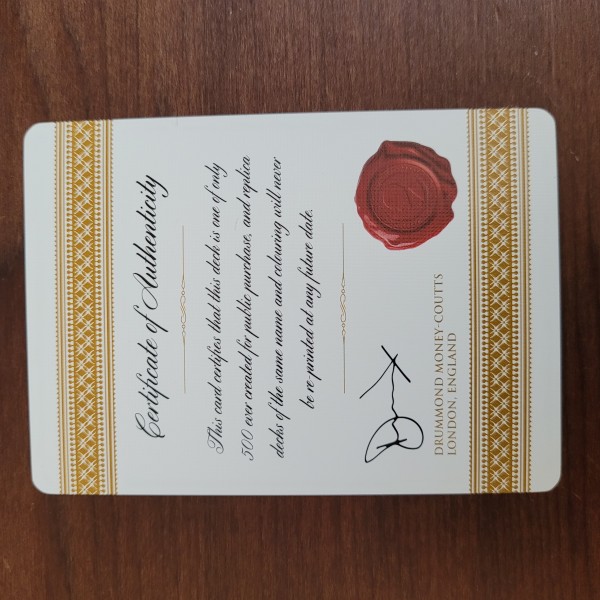 Certificate of Authenticity
This card certifies that this deck is one of only
500 ever created for public purchase, and replica
decks of the same name and colouring will never
be re-printed at any future date.
DRUMMOND MONEY-COUTTS
LONDON, ENGLAND